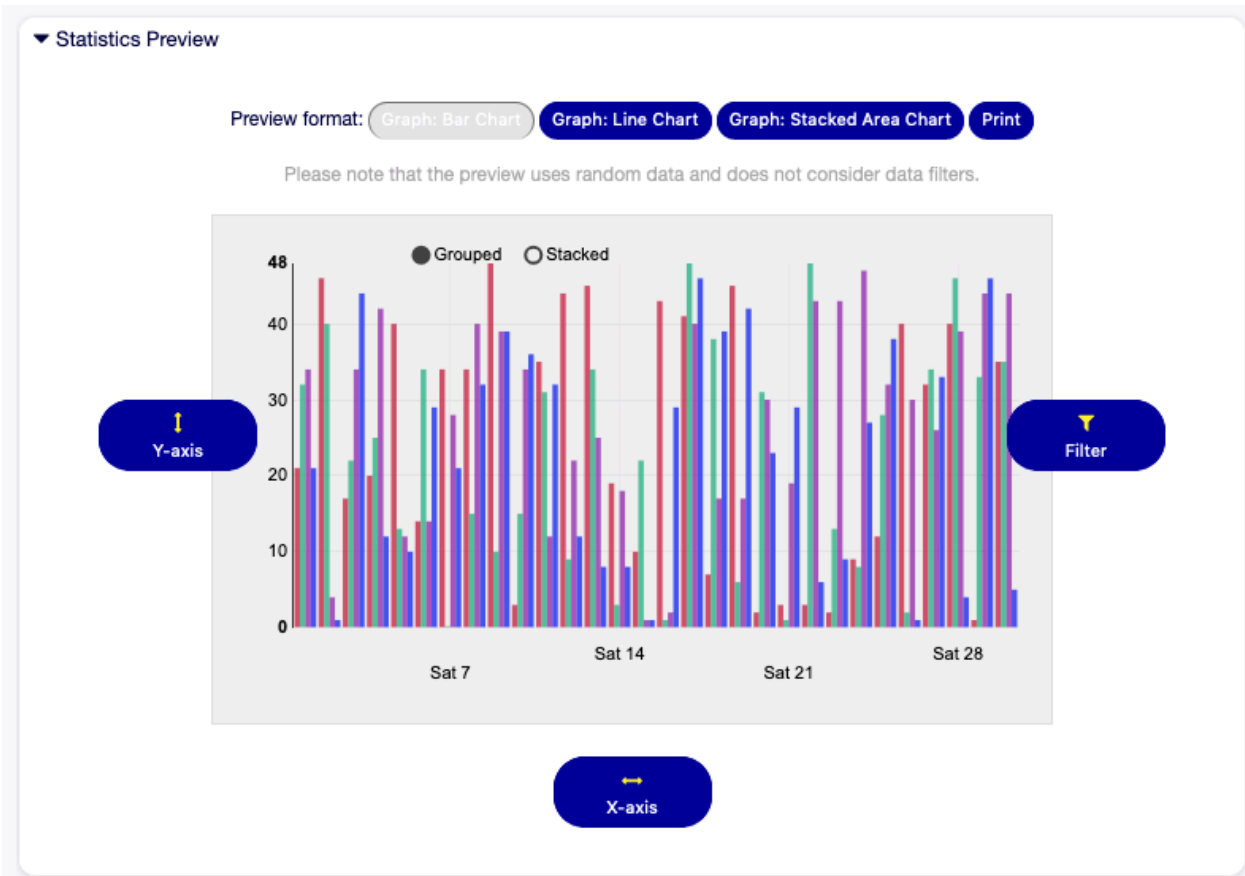 Statistics Preview
Preview format: Graph: Bar Chart Graph: Line Chart Graph: Stacked Area Chart Print
Please note that the preview uses random data and does not consider data filters.
Grouped Stacked
48
40
30
20
10
0
Y-axis
Filter
Sat 7 Sat 14 Sat 21 Sat 28
X-axis